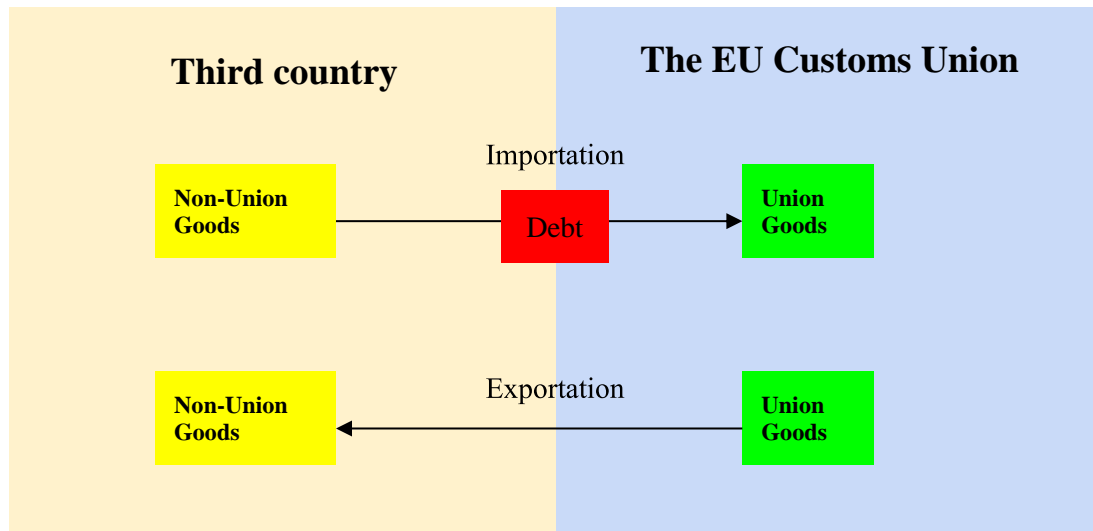 Third country
The EU Customs Union
Importation
Non-Union
Goods
Debt
Union
Goods
Exportation
Non-Union
Goods
Union
Goods